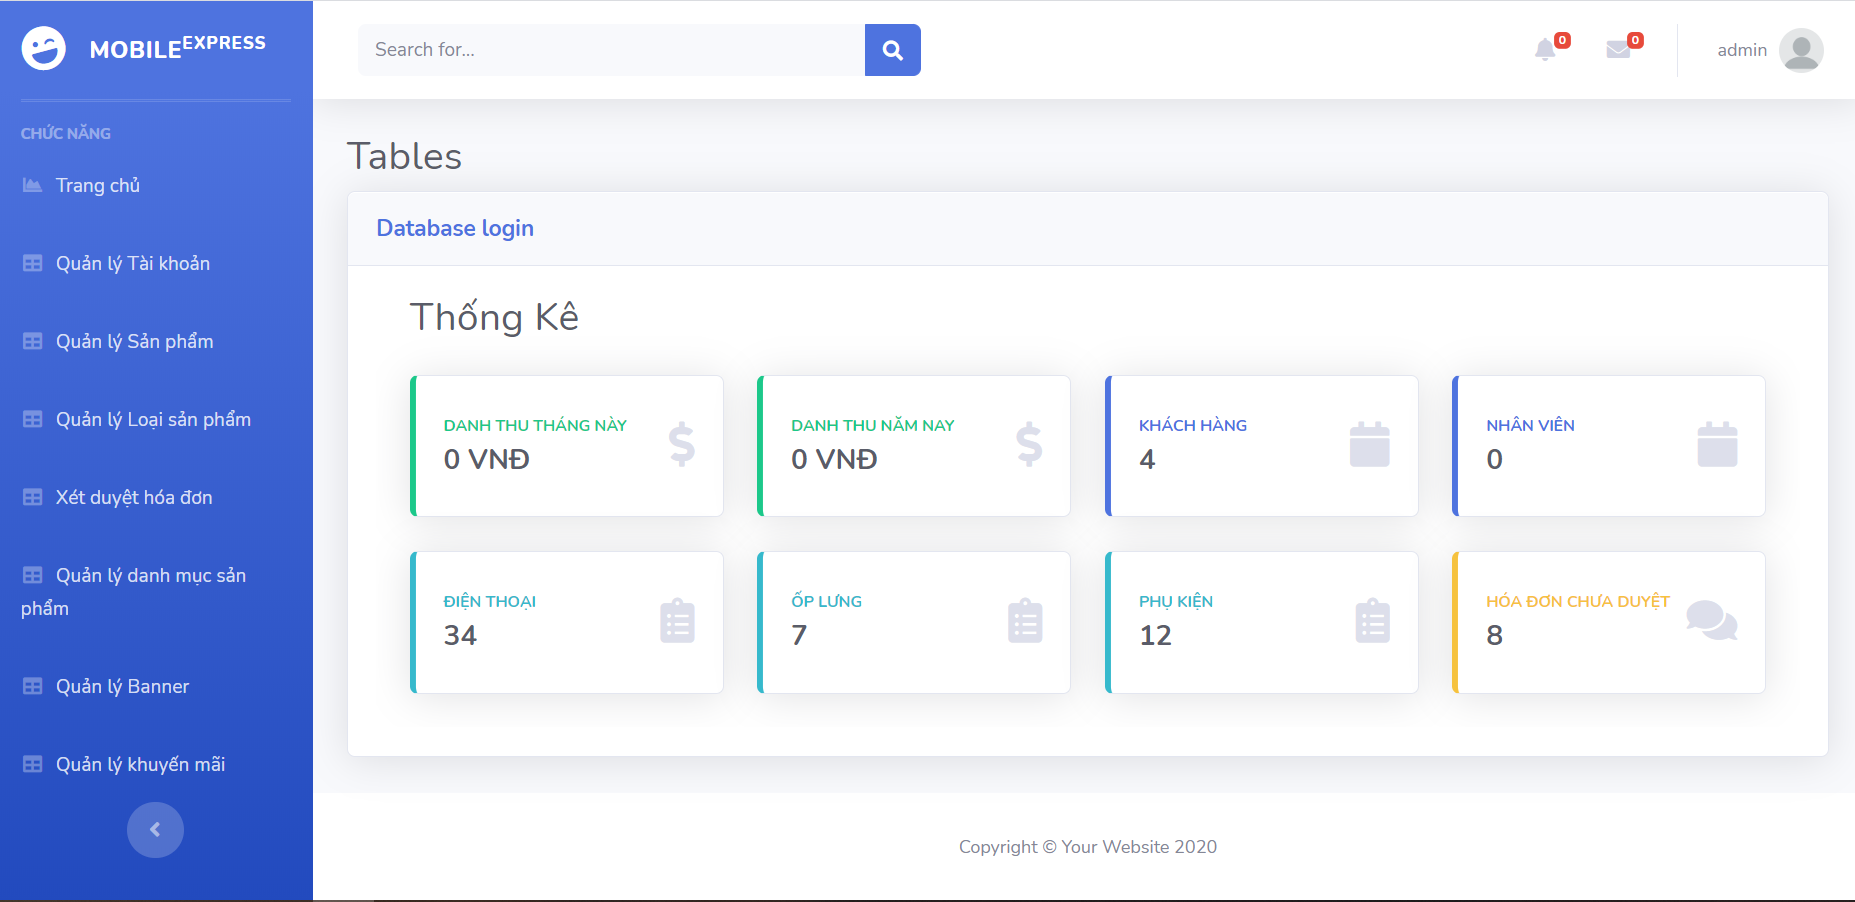 MOBILE EXPRESS
CHỨC NĂNG
Trang chủ
Quản lý Tài khoản
Quản lý Sản phẩm
Quản lý Loại sản phẩm
Xét duyệt hóa đơn
Quản lý danh mục sản
phẩm
Quản lý Banner
Quản lý khuyến mãi
Search for...
0
0
admin
Tables
Database login
Thống Kê
DANH THU THÁNG NÀY
0 VNĐ
DANH THU NĂM NAY
0 VNĐ
KHÁCH HÀNG
4
NHÂN VIÊN
0
ĐIỆN THOẠI
34
ỐP LƯNG
7
PHỤ KIỆN
12
HÓA ĐƠN CHƯA DUYỆT
8
Copyright © Your Website 2020